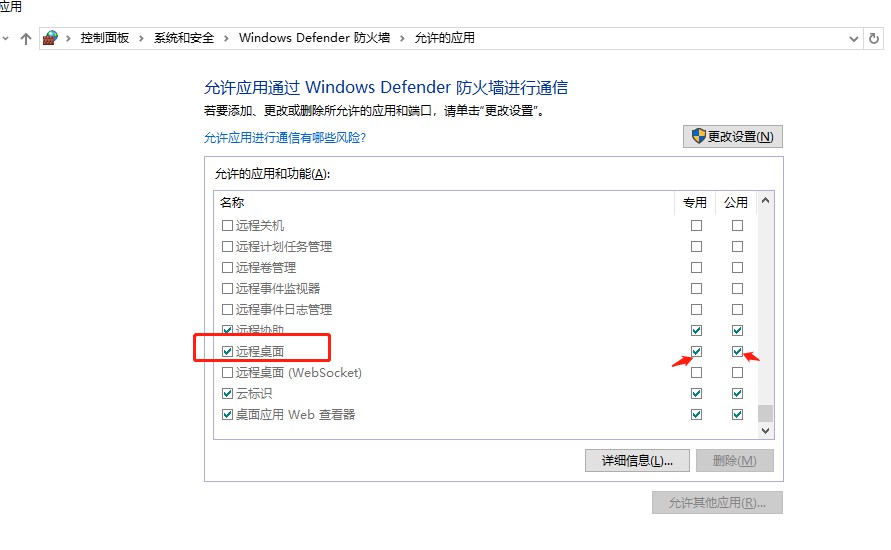 应用
控制面板 > 系统和安全 > Windows Defender 防火墙 > 允许的应用
允许应用通过 Windows Defender 防火墙进行通信
若要添加、更改或删除所允许的应用和端口，请单击“更改设置”。
允许应用进行通信有哪些风险?
更改设置(N)
允许的应用和功能(A):
名称 专用 公用
远程关机
远程计划任务管理
远程卷管理
远程事件监视器
远程事件日志管理
远程协助
远程桌面
远程桌面 (WebSocket)
云标识
桌面应用 Web 查看器
详细信息(L)... 删除(M)
允许其他应用(R)...